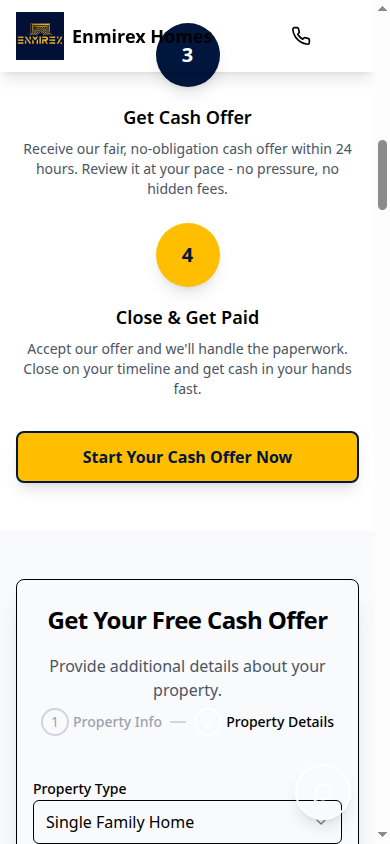 ENMIREX
Enmirex Homes
3
Get Cash Offer
Receive our fair, no-obligation cash offer within 24
hours. Review it at your pace - no pressure, no
hidden fees.
4
Close & Get Paid
Accept our offer and we'll handle the paperwork.
Close on your timeline and get cash in your hands
fast.
Start Your Cash Offer Now
Get Your Free Cash Offer
Provide additional details about your
property.
1 Property Info — Property Details
Property Type
Single Family Home